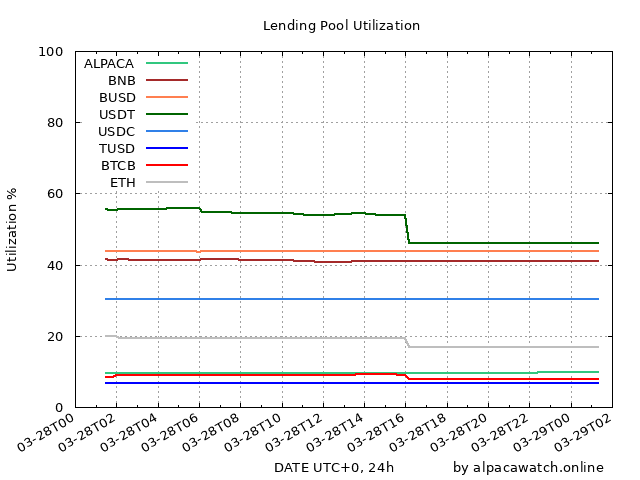 Lending Pool Utilization
100
80
60
40
20
0
Utilization %
ALPACA
BNB
BUSD
USDT
USDC
TUSD
BTCB
ETH
03-28T00
03-28T02
03-28T04
03-28T06
03-28T08
03-28T10
03-28T12
03-28T14
03-28T16
03-28T18
03-28T20
03-28T22
03-29T00
03-29T02
DATE UTC+0, 24h
by alpacawatch.online